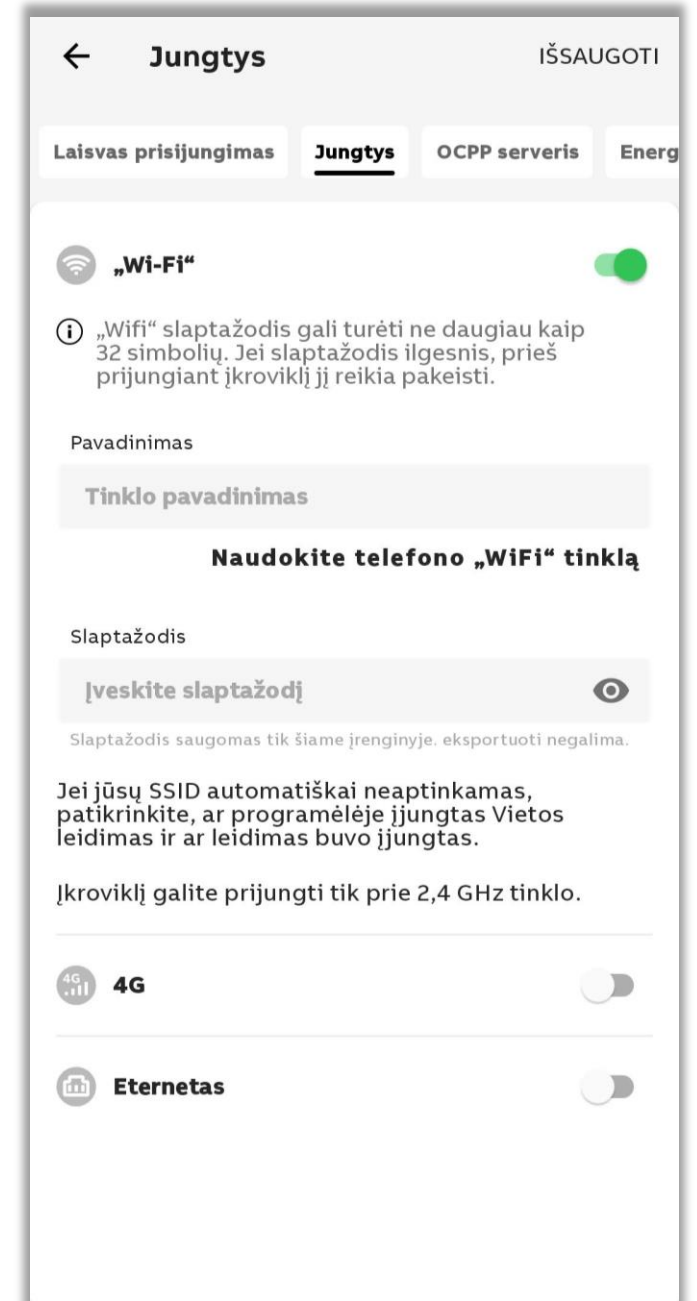 Jungtys
IŠSAUGOTI
Laisvas prisijungimas
Jungtys
OCPP serveris
Energ
„Wi-Fi“
„Wifi“ slaptažodis gali turėti ne daugiau kaip
32 simbolių. Jei slaptažodis ilgesnis, prieš
prijungiant įkroviklį jį reikia pakeisti.
Pavadinimas
Tinklo pavadinimas
Naudokite telefono „WiFi“ tinklą
Slaptažodis
Įveskite slaptažodį
Slaptažodis saugomas tik šiame įrenginyje. eksportuoti negalima.
Jei jūsų SSID automatiškai neaptinkamas,
patikrinkite, ar programėlėje įjungtas Vietos
leidimas ir ar leidimas buvo įjungtas.
Įkroviklį galite prijungti tik prie 2,4 GHz tinklo.
4G
4G
Eternetas